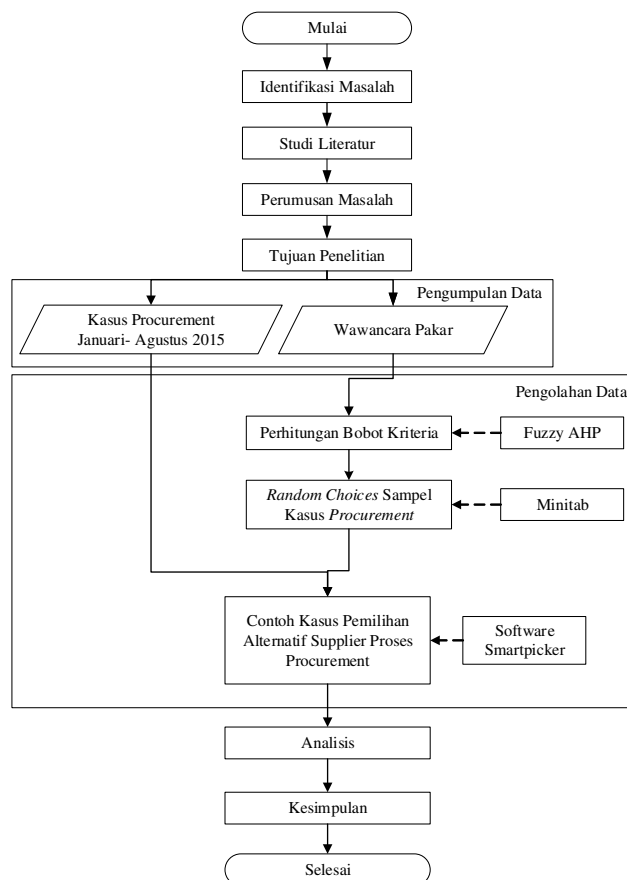 Mulai
Identifikasi Masalah
Studi Literatur
Perumusan Masalah
Tujuan Penelitian
Pengumpulan Data
Kasus Procurement
Januari- Agustus 2015
Wawancara Pakar
Pengolahan Data
Perhitungan Bobot Kriteria
Fuzzy AHP
Random Choices Sampel
Kasus Procurement
Minitab
Contoh Kasus Pemilihan
Alternatif Supplier Proses
Procurement
Software
Smartpicker
Analisis
Kesimpulan
Selesai